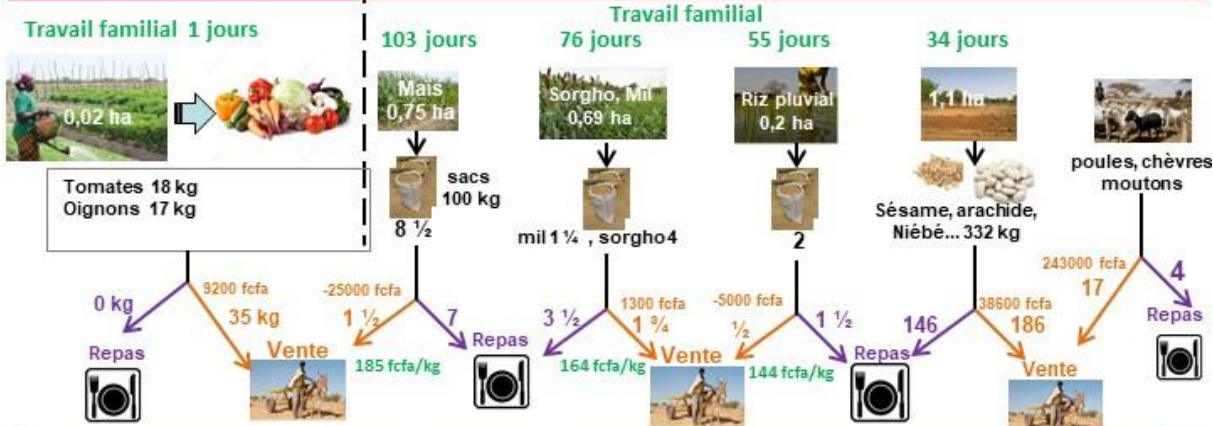 Travail familial 1 jours
Travail familial
103 jours
76 jours
55 jours
34 jours
0,02 ha
Maïs
0,75 ha
Sorgho, Mil
0,69 ha
Riz pluvial
0,2 ha
1,1 ha
Tomates 18 kg
Oignons 17 kg
sacs
100 kg
8 ½
mil 1 ¼ , sorgho 4
2
Sésame, arachide,
Niébé... 332 kg
poules, chèvres
moutons
0 kg
9200 fcfa
35 kg
-25000 fcfa
1 ½
7
3 ½
1300 fcfa
1 ¾
-5000 fcfa
½
1 ½
146
38600 fcfa
186
243000 fcfa
17
4
Repas
Vente
185 fcfa/kg
Repas
164 fcfa/kg
Vente
144 fcfa/kg
Repas
Vente
Repas